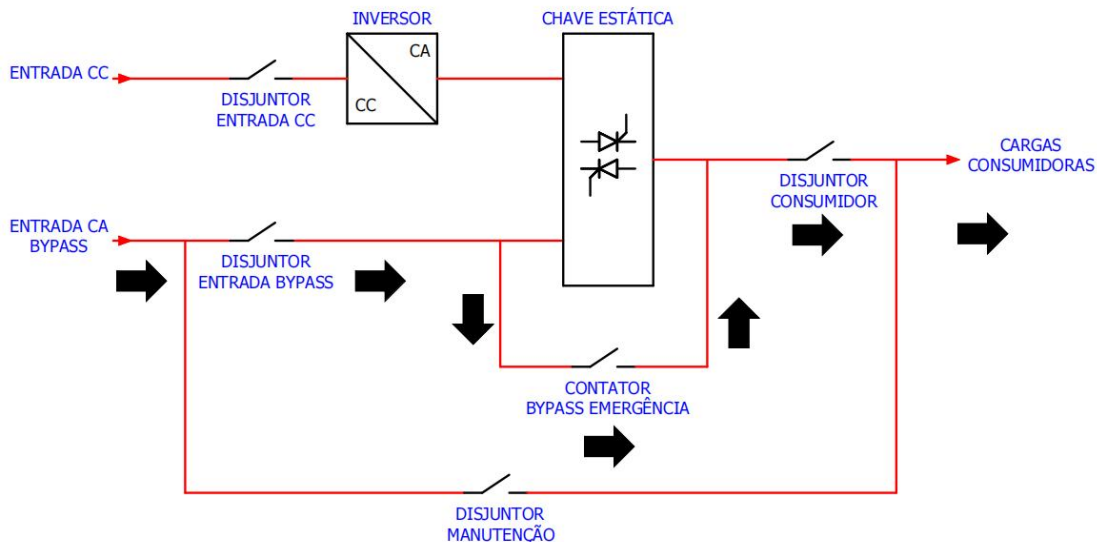 INVERSOR
CHAVE ESTÁTICA
CA
CC
ENTRADA CC
DISJUNTOR
ENTRADA CC
CARGAS
CONSUMIDORAS
DISJUNTOR
CONSUMIDOR
ENTRADA CA
BYPASS
DISJUNTOR
ENTRADA BYPASS
CONTATOR
BYPASS EMERGÊNCIA
DISJUNTOR
MANUTENÇÃO